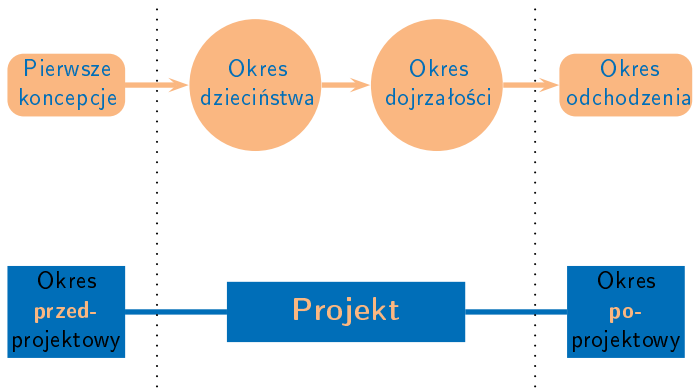 Pierwsze
koncepcje
Okres
dzieciństwa
Okres
dojrzałości
Okres
odchodzenia
Okres
przed-
projektowy
Projekt
Okres
po-
projektowy